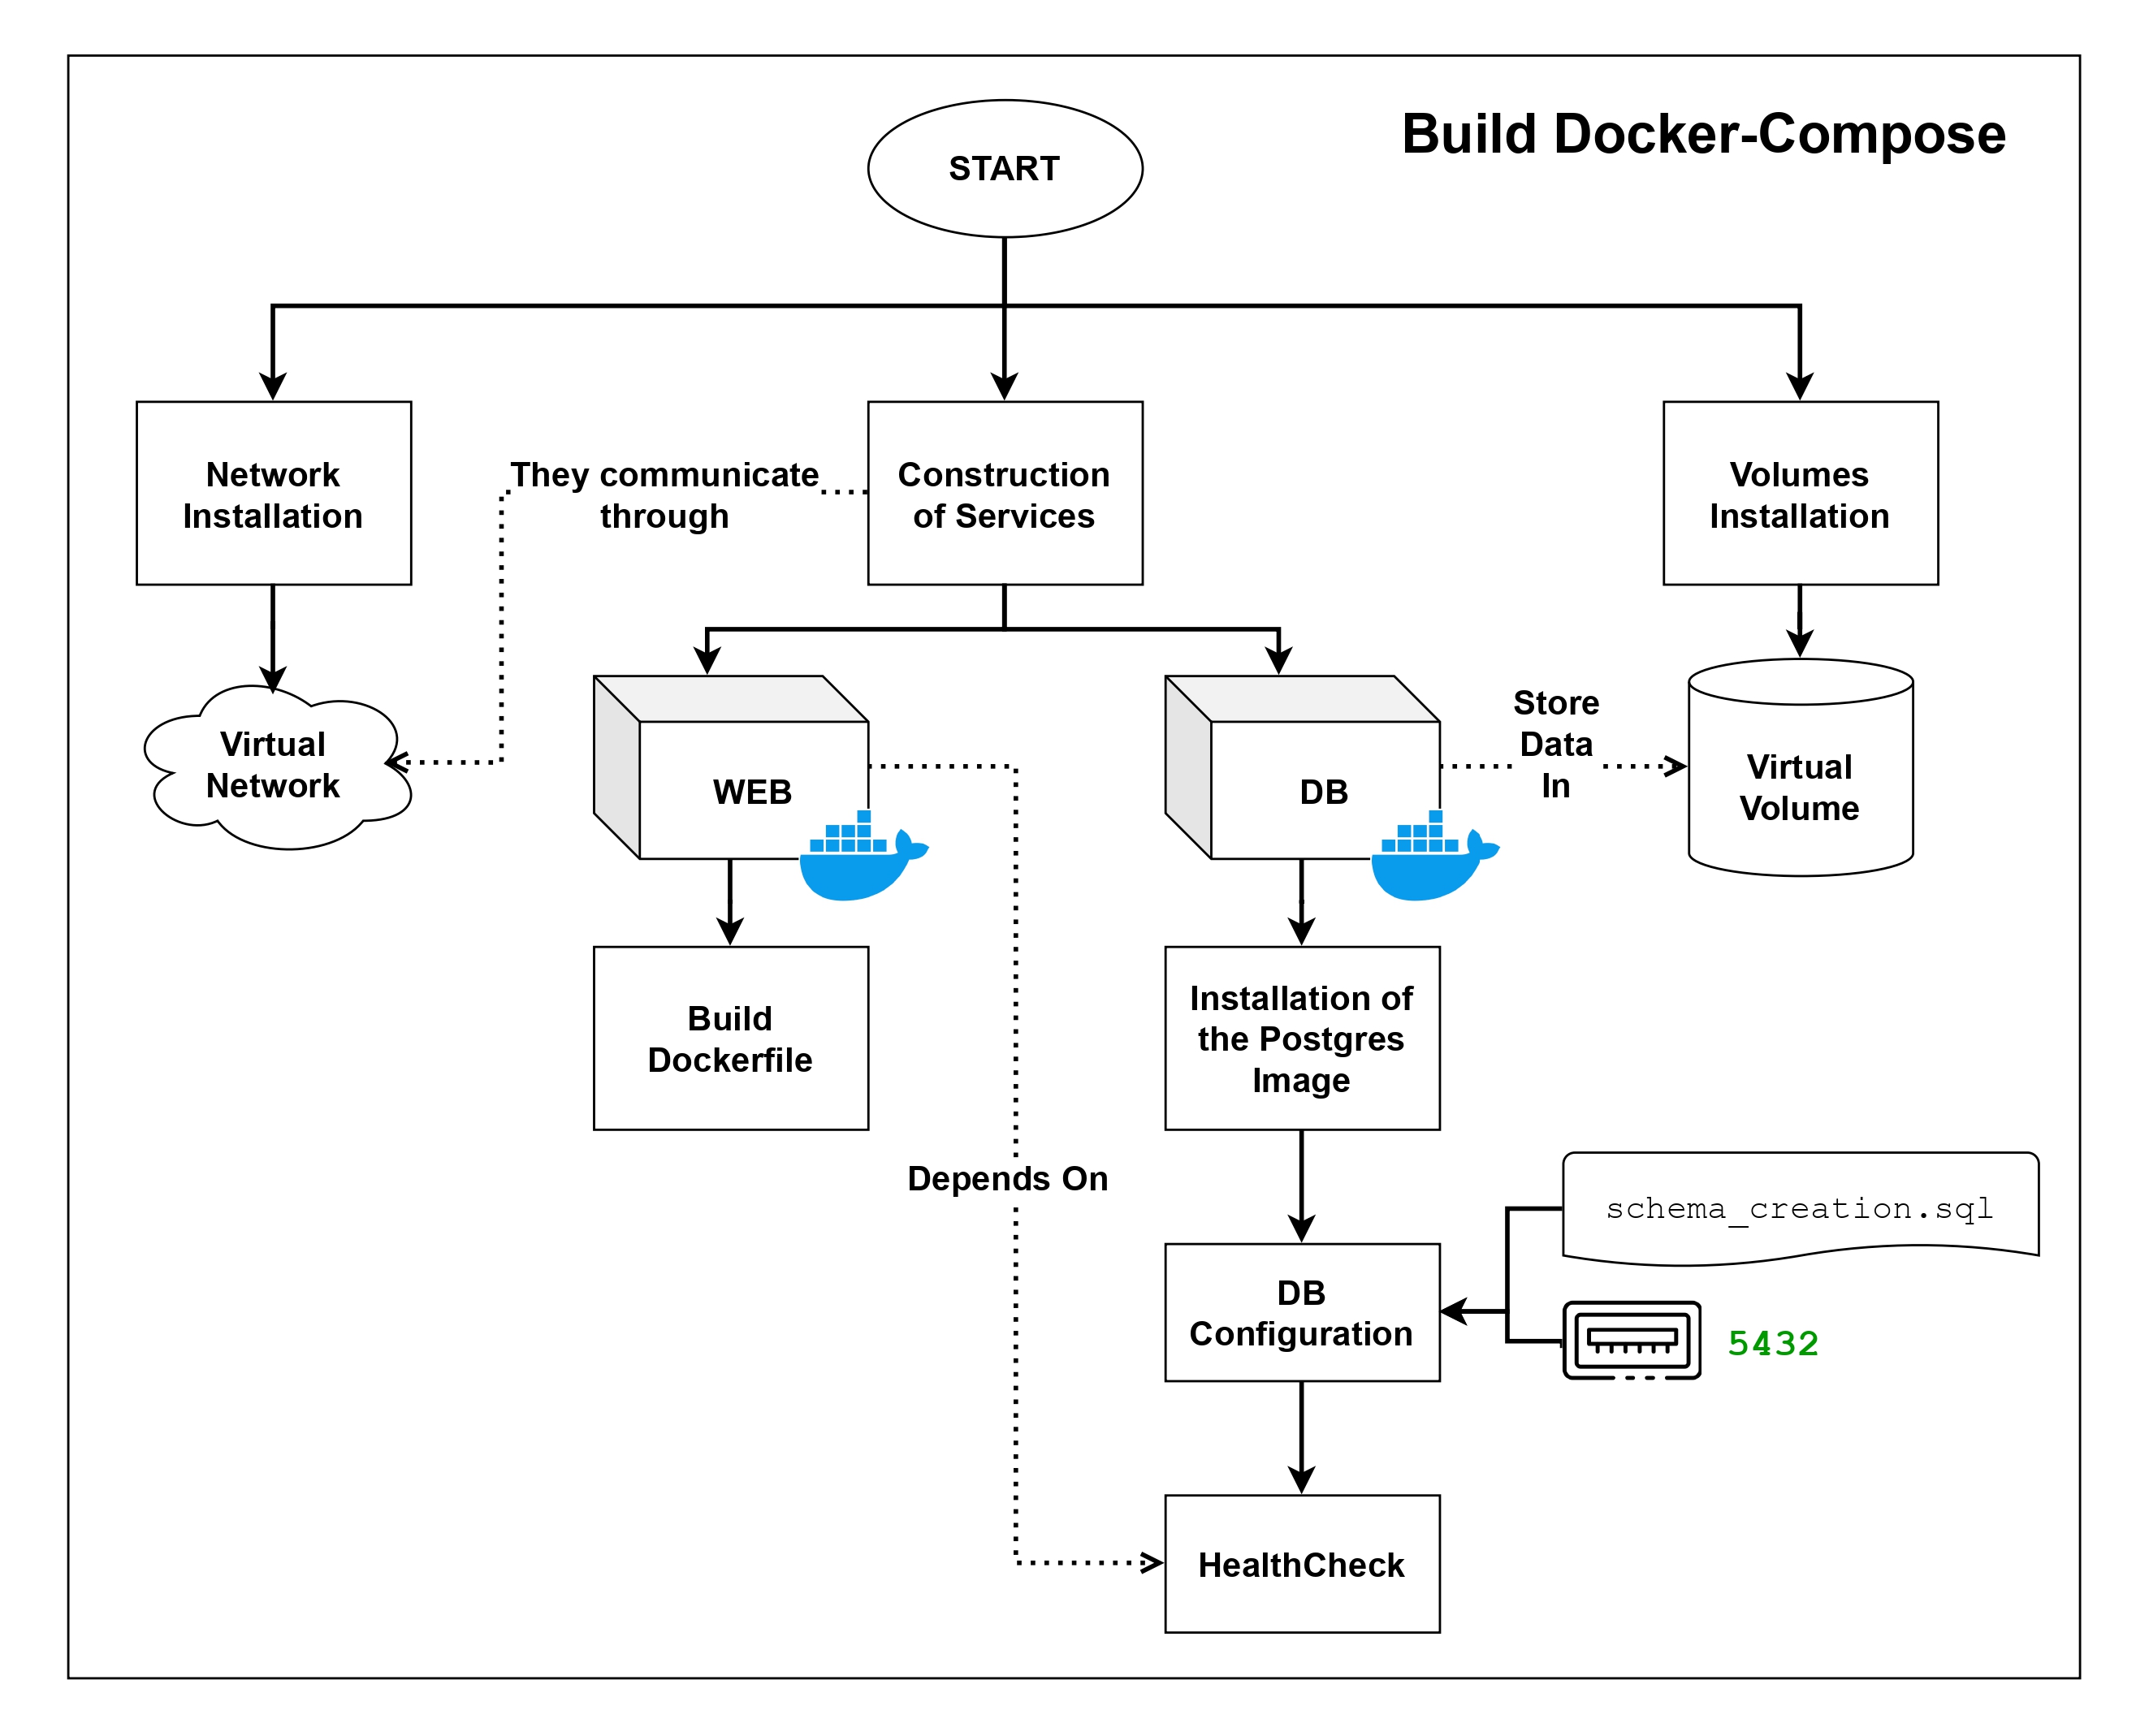 Build Docker-Compose
START
Network
Installation
They communicate
through
Construction
of Services
Volumes
Installation
Virtual
Network
WEB
DB
Store
Data
In
Virtual
Volume
Build
Dockerfile
Installation of
the Postgres
Image
Depends On
schema_creation.sql
DB
Configuration
5432
HealthCheck